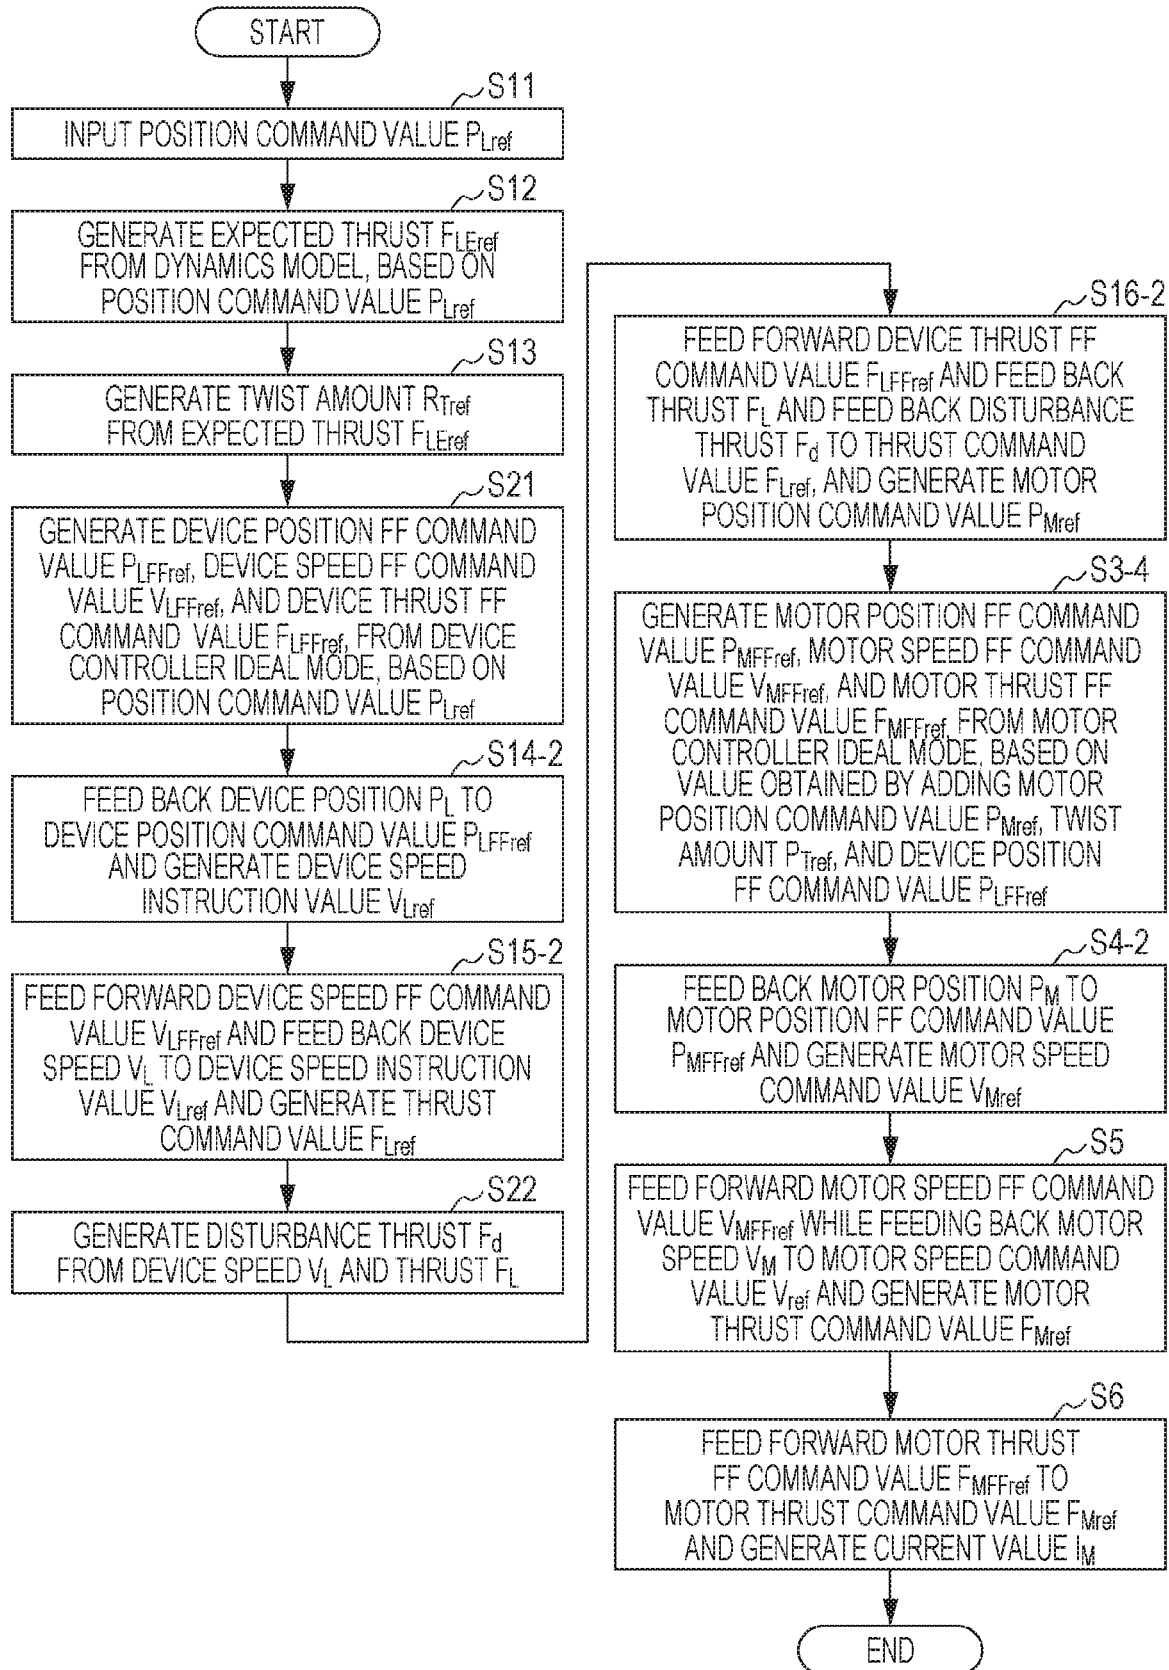 START
S11
INPUT POSITION COMMAND VALUE PLref
S12
GENERATE EXPECTED THRUST FLEref
FROM DYNAMICS MODEL, BASED ON
POSITION COMMAND VALUE PLref
S13
GENERATE TWIST AMOUNT RTref
FROM EXPECTED THRUST FLEref
S21
GENERATE DEVICE POSITION FF COMMAND
VALUE PLFFref, DEVICE SPEED FF COMMAND
VALUE VLFFref, AND DEVICE THRUST FF
COMMAND VALUE FLFFref, FROM DEVICE
CONTROLLER IDEAL MODE, BASED ON
POSITION COMMAND VALUE PLref
S14-2
FEED BACK DEVICE POSITION PL TO
DEVICE POSITION COMMAND VALUE PLFFref
AND GENERATE DEVICE SPEED
INSTRUCTION VALUE VLref
S15-2
FEED FORWARD DEVICE SPEED FF COMMAND
VALUE VLFFref AND FEED BACK DEVICE
SPEED VL TO DEVICE SPEED INSTRUCTION
VALUE VLref AND GENERATE THRUST
COMMAND VALUE FLref
S22
GENERATE DISTURBANCE THRUST Fd
FROM DEVICE SPEED VL AND THRUST FL
S16-2
FEED FORWARD DEVICE THRUST FF
COMMAND VALUE FLFFref AND FEED BACK
THRUST FL AND FEED BACK DISTURBANCE
THRUST Fd TO THRUST COMMAND
VALUE FLref, AND GENERATE MOTOR
POSITION COMMAND VALUE PMref
S3-4
GENERATE MOTOR POSITION FF COMMAND
VALUE PMFFref, MOTOR SPEED FF COMMAND
VALUE VMFFref, AND MOTOR THRUST FF
COMMAND VALUE FMFFref, FROM MOTOR
CONTROLLER IDEAL MODE, BASED ON
VALUE OBTAINED BY ADDING MOTOR
POSITION COMMAND VALUE PMref, TWIST
AMOUNT PTref, AND DEVICE POSITION
FF COMMAND VALUE PLFFref
S4-2
FEED BACK MOTOR POSITION PM TO
MOTOR POSITION FF COMMAND VALUE
PMFFref AND GENERATE MOTOR SPEED
COMMAND VALUE VMref
S5
FEED FORWARD MOTOR SPEED FF COMMAND
VALUE VMFFref WHILE FEEDING BACK MOTOR
SPEED VM TO MOTOR SPEED COMMAND
VALUE Vref AND GENERATE MOTOR
THRUST COMMAND VALUE FMref
S6
FEED FORWARD MOTOR THRUST
FF COMMAND VALUE FMFFref TO
MOTOR THRUST COMMAND VALUE FMref
AND GENERATE CURRENT VALUE IM
END